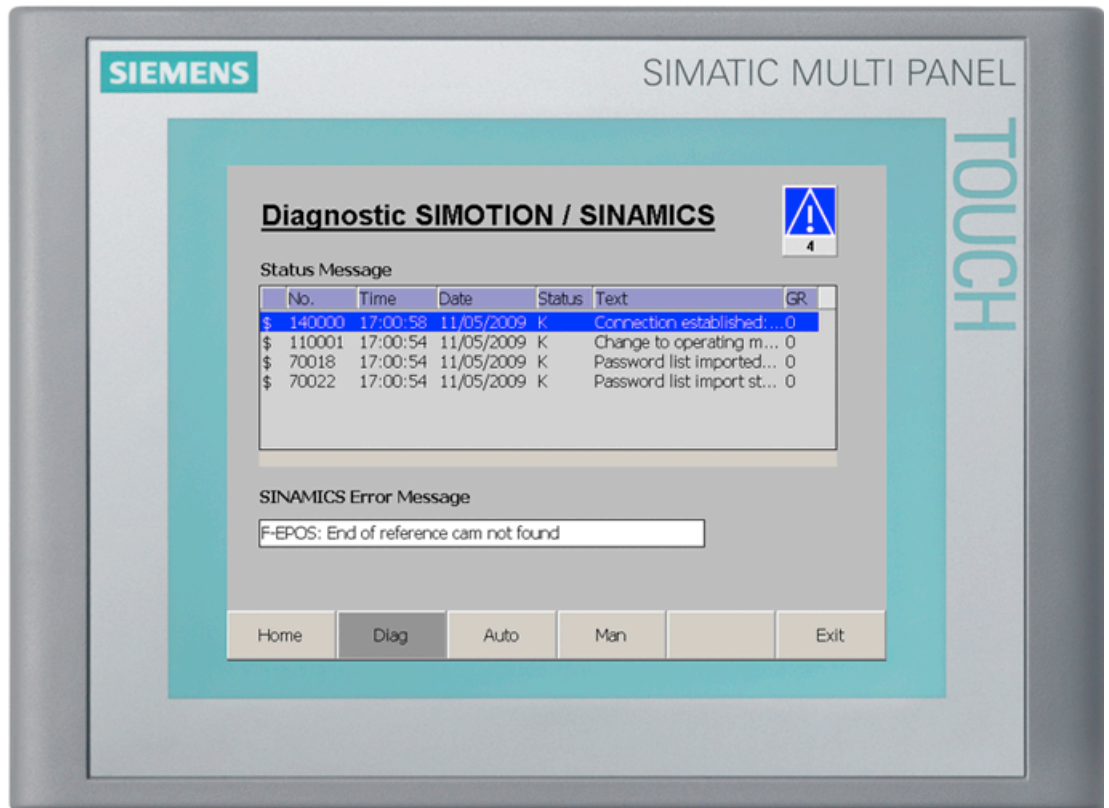 SIEMENS
SIMATIC MULTI PANEL
TOUCH
Diagnostic SIMOTION / SINAMICS
4
Status Message
No. Time Date Status Text GR
$ 140000 17:00:58 11/05/2009 K Connection established:... 0
$ 110001 17:00:54 11/05/2009 K Change to operating m... 0
$ 70018 17:00:54 11/05/2009 K Password list imported... 0
$ 70022 17:00:54 11/05/2009 K Password list import st... 0
SINAMICS Error Message
F-EPOS: End of reference cam not found
Home Diag Auto Man Exit